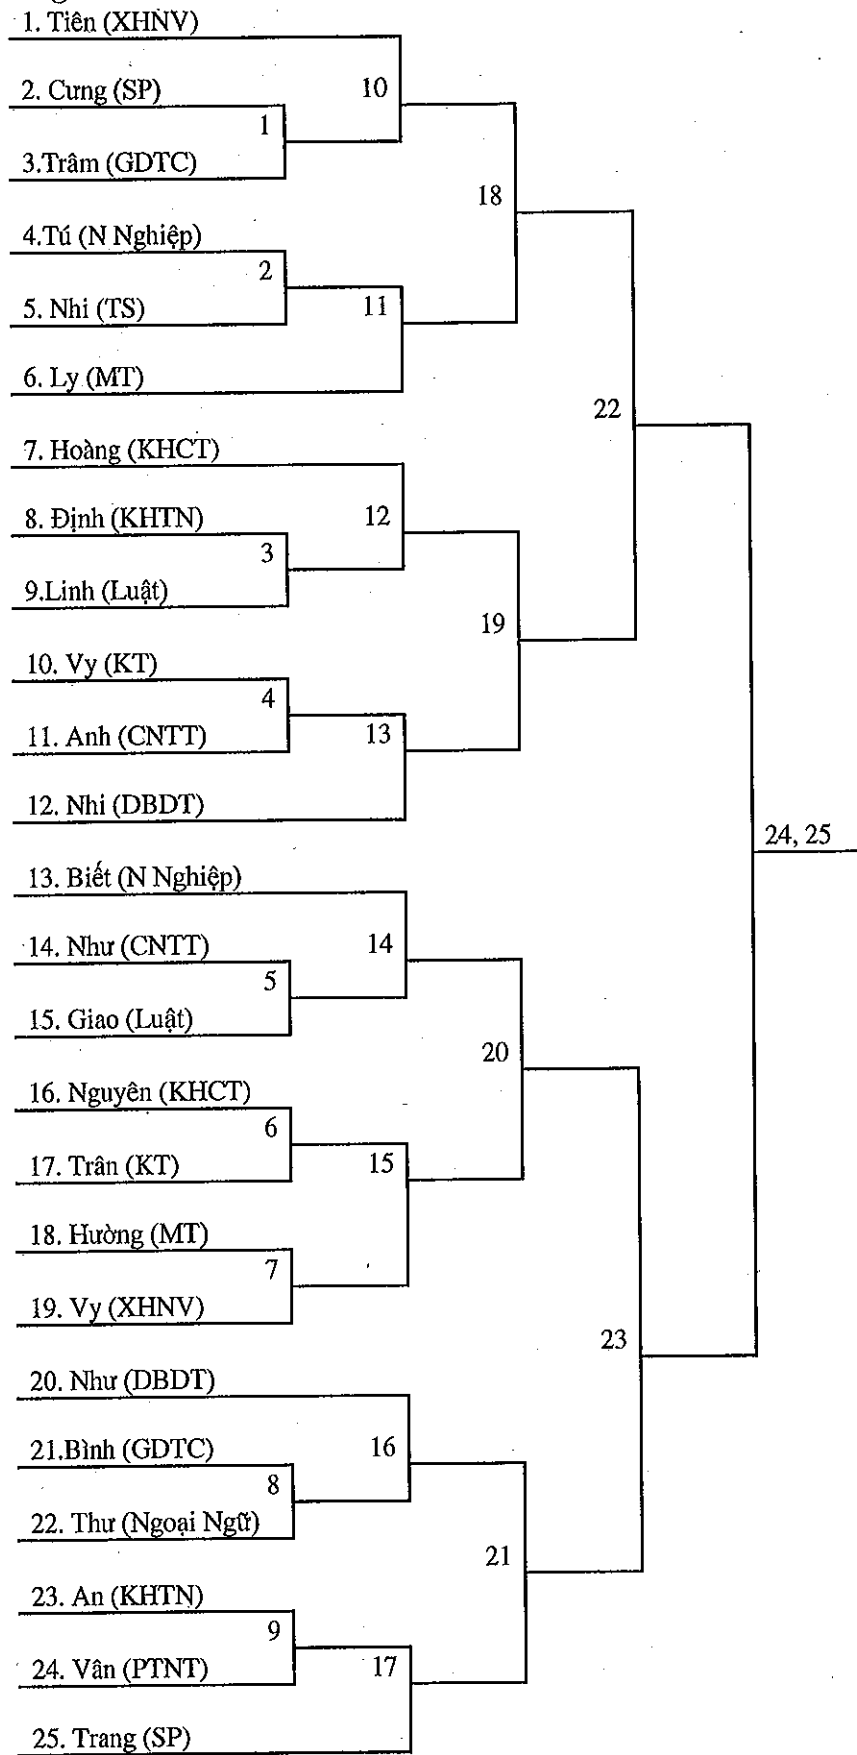 1. Tiên (XHNV)
10
2. Cưng (SP)
1
3.Trâm (GDTC)
18
4.Tú (N Nghiệp)
2
5. Nhi (TS)
11
6. Ly (MT)
22
7. Hoàng (KHCT)
8. Định (KHTN)
12
3
9.Linh (Luật)
19
10. Vy (KT)
4
11. Anh (CNTT)
13
12. Nhi (DBDT)
24, 25
13. Biết (N Nghiệp)
14. Như (CNTT)
14
5
15. Giao (Luật)
20
16. Nguyên (KHCT)
6
17. Trân (KT)
15
18. Hường (MT)
7
19. Vy (XHNV)
23
20. Như (DBDT)
21.Bình (GDTC)
16
8
22. Thư (Ngoại Ngữ)
21
23. An (KHTN)
9
24. Vân (PTNT)
17
25. Trang (SP)